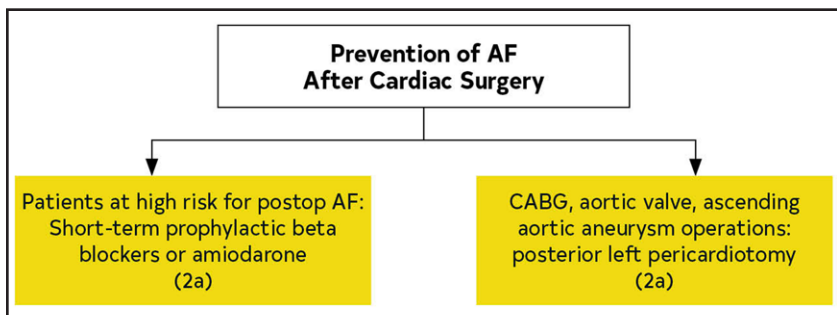 Prevention of AF
After Cardiac Surgery
Patients at high risk for postop AF:
Short-term prophylactic beta
blockers or amiodarone
(2a)
CABG, aortic valve, ascending
aortic aneurysm operations:
posterior left pericardiotomy
(2a)